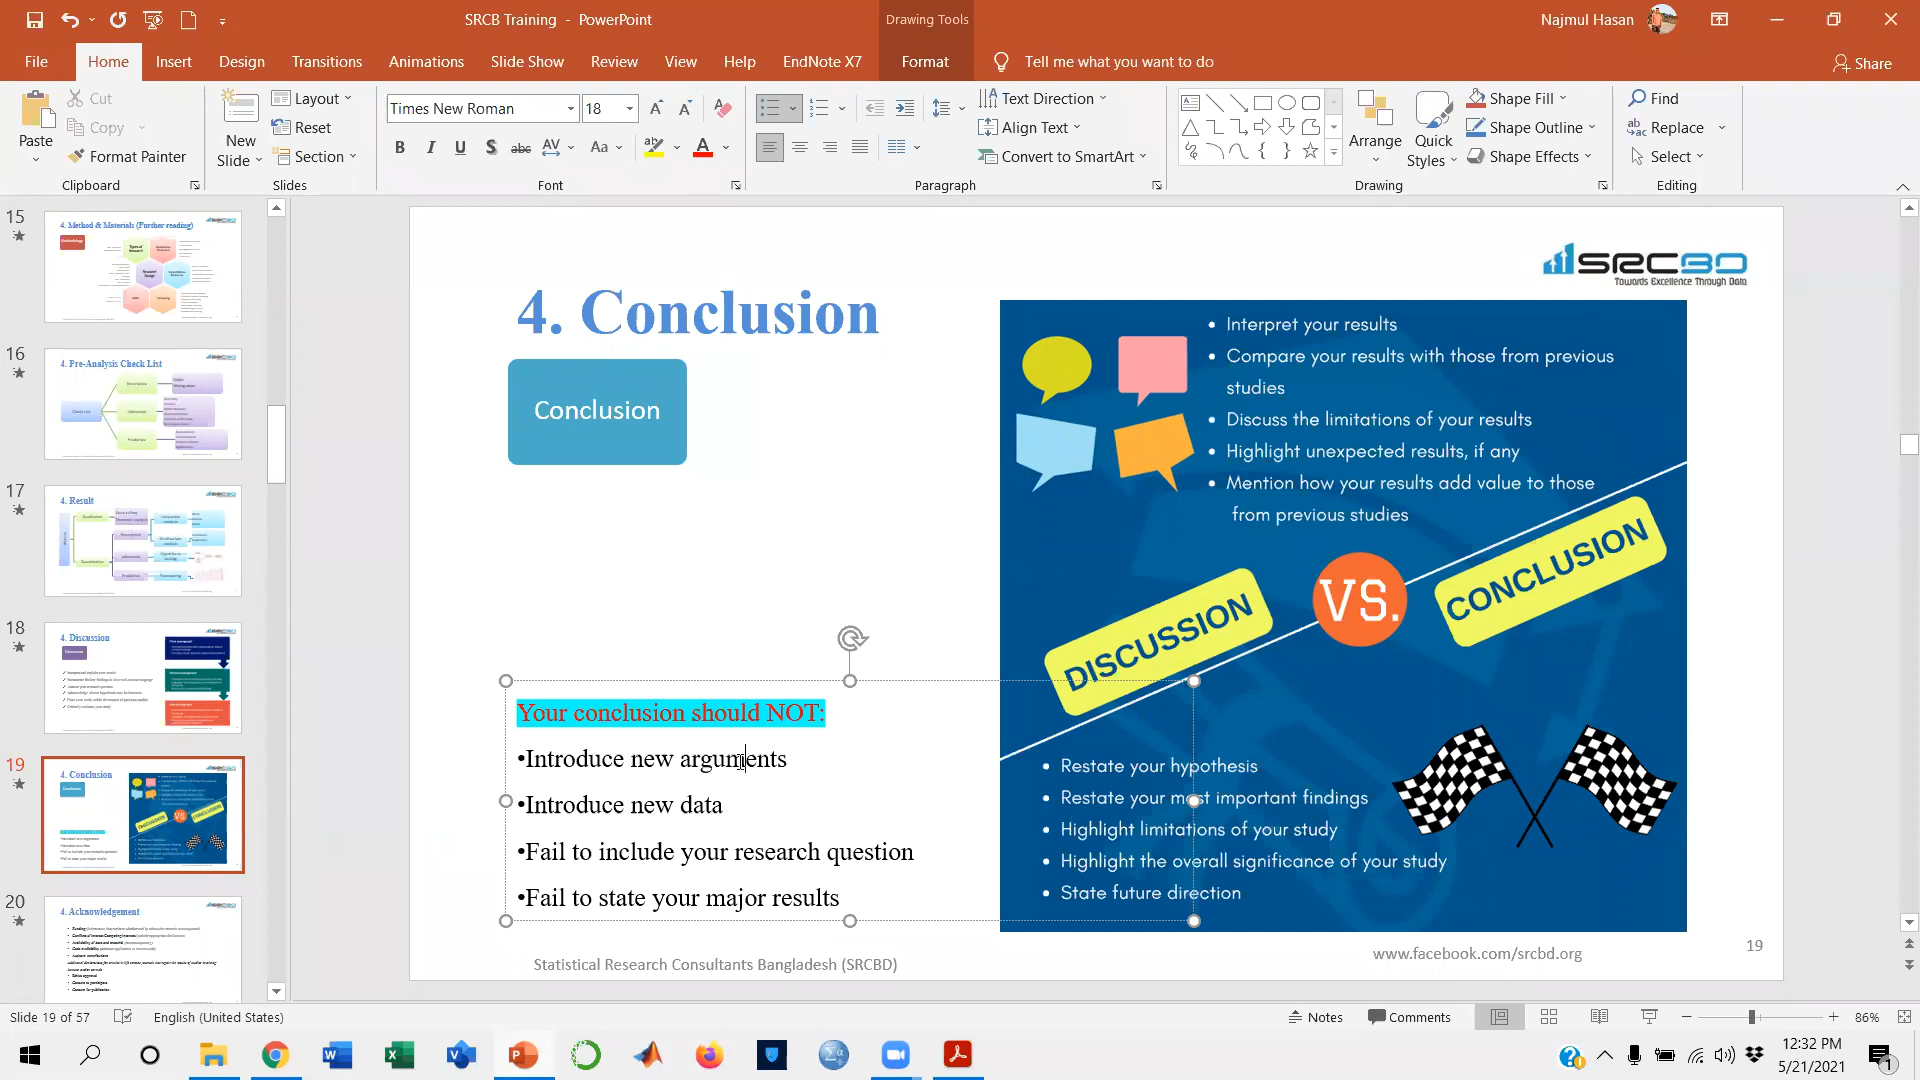 SRCB Training - PowerPoint
Drawing Tools
Najmul Hasan
File
Home
Insert
Design
Transitions
Animations
Slide Show
Review
View
Help
EndNote X7
Format
Tell me what you want to do
Share
Paste
Cut
Copy
Format Painter
Clipboard
New Slide
Layout
Reset
Section
Slides
Times New Roman
18
Font
Text Direction
Align Text
Convert to SmartArt
Paragraph
Arrange
Quick Styles
Shape Fill
Shape Outline
Shape Effects
Drawing
Find
Replace
Select
Editing
15
4. Method & Materials (Further reading)
16
4. Pre-Analysis Check List
17
4. Result
18
4. Discussion
19
4. Conclusion
20
4. Acknowledgement
SRCBD
Towards Excellence Through Data
4. Conclusion
Conclusion
• Interpret your results
• Compare your results with those from previous
studies
• Discuss the limitations of your results
• Highlight unexpected results, if any
• Mention how your results add value to those
from previous studies
DISCUSSION
VS.
CONCLUSION
Your conclusion should NOT:
•Introduce new arguments
•Introduce new data
•Fail to include your research question
•Fail to state your major results
• Restate your hypothesis
• Restate your most important findings
• Highlight limitations of your study
• Highlight the overall significance of your study
• State future direction
Statistical Research Consultants Bangladesh (SRCBD)
www.facebook.com/srcbd.org
19
Slide 19 of 57
English (United States)
Notes
Comments
86%
12:32 PM
5/21/2021